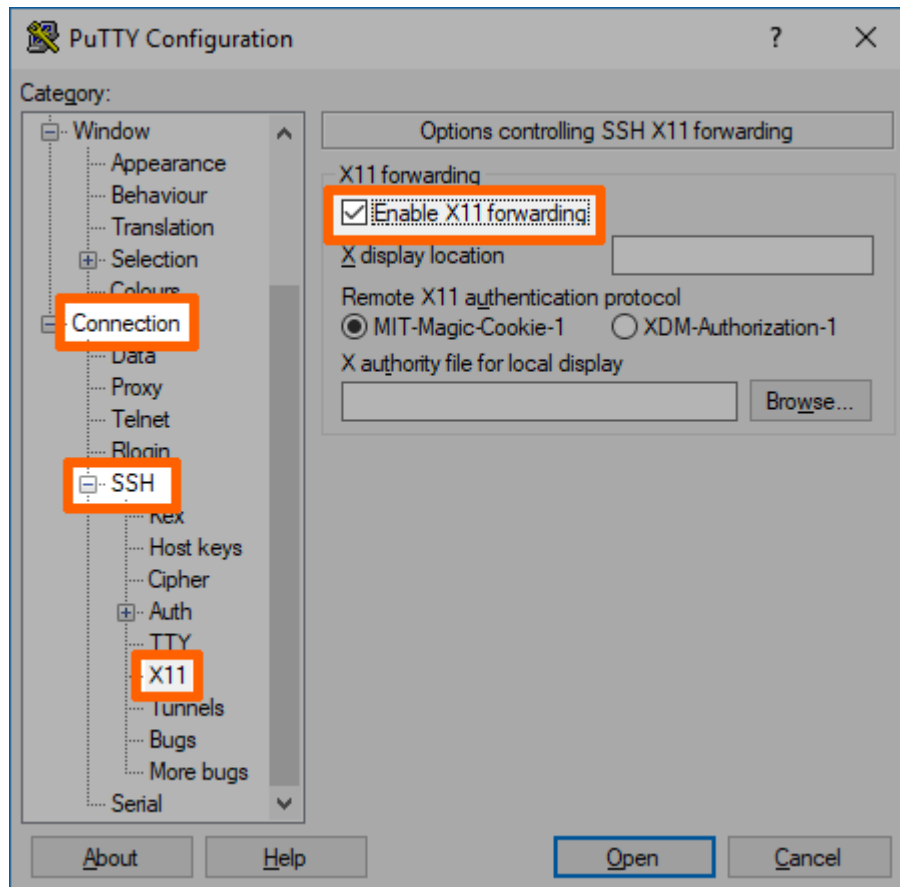 PuTTY Configuration
?
Category:
Window
Appearance
Behaviour
Translation
Selection
Colours
Connection
Data
Proxy
Telnet
Rlogin
SSH
Kex
Host keys
Cipher
Auth
TTY
X11
Tunnels
Bugs
More bugs
Serial
Options controlling SSH X11 forwarding
X11 forwarding
Enable X11 forwarding
X display location
Remote X11 authentication protocol
MIT-Magic-Cookie-1 XDM-Authorization-1
X authority file for local display
Browse...
About Help Open Cancel